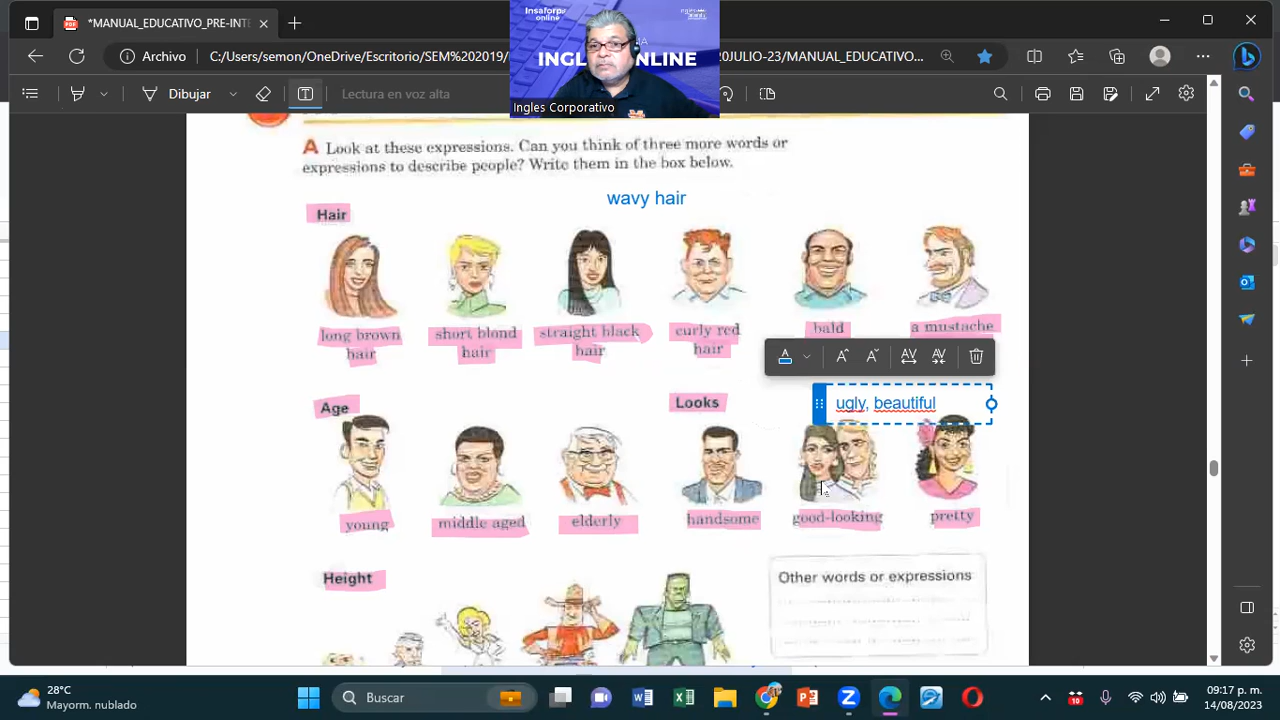 *MANUAL_EDUCATIVO_PRE-INTE
Insaforp online
INGL ONLINE
Ingles Corporativo
Archivo
C:/Users/semon/OneDrive/Escritorio/SEM%202019/
20JULIO-23/MANUAL_EDUCATIVO...
Dibujar
Lectura en voz alta
A Look at these expressions. Can you think of three more words or
expressions to describe people? Write them in the box below.
wavy hair
Hair
long brown hair
short blond hair
straight black hair
curly red hair
bald
a mustache
ugly, beautiful
Age
Looks
young
middle aged
elderly
handsome
good-looking
pretty
Height
Other words or expressions
28°C
Mayorm. nublado
Buscar
10
09:17 p. m.
14/08/2023